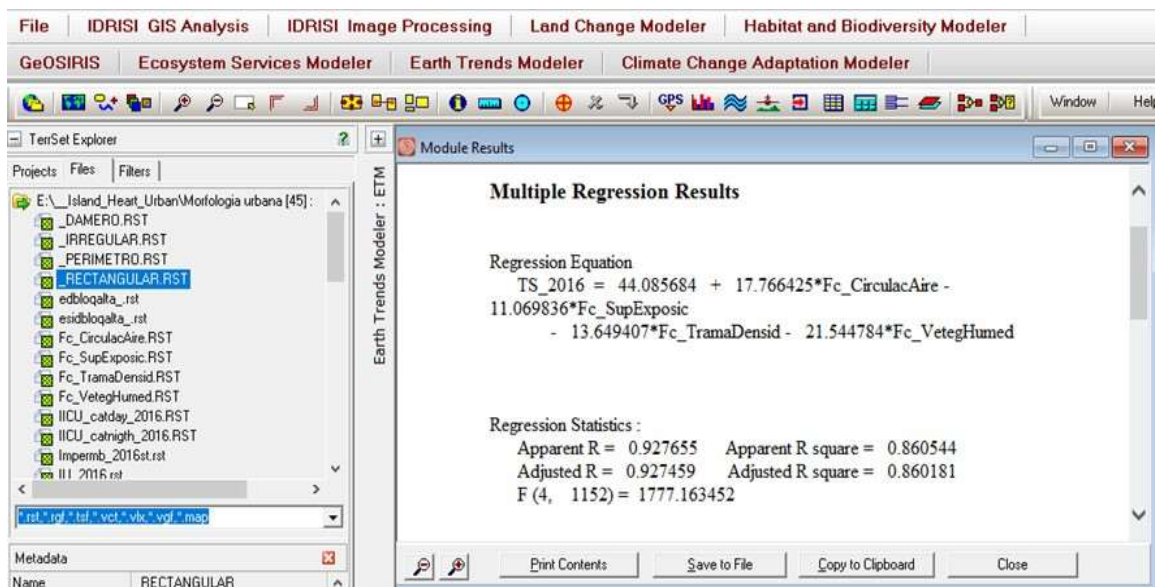 File IDRISI GIS Analysis IDRISI Image Processing Land Change Modeler Habitat and Biodiversity Modeler
GeOSIRIS Ecosystem Services Modeler Earth Trends Modeler Climate Change Adaptation Modeler
GPS Window Help
TerrSet Explorer
Projects Files Filters
E:\__Island_Heart_Urban\Morfologia urbana [45] :
_DAMERO.RST
_IRREGULAR.RST
_PERIMETRO.RST
_RECTANGULAR.RST
edbloqalta_.rst
esidbloqalta_.rst
Fc_CirculacAire.RST
Fc_SupExposic.RST
Fc_TramaDensid.RST
Fc_VetegHumed.RST
IICU_catday_2016.RST
IICU_catnigth_2016.RST
Impermb_2016st.rst
*.rst,*.rgf,*.tsf,*.vct,*.vlx,*.vgf,*.map
Metadata
Name RECTANGULAR
Earth Trends Modeler : ETM
Module Results
Multiple Regression Results
Regression Equation
TS_2016 = 44.085684 + 17.766425*Fc_CirculacAire -
11.069836*Fc_SupExposic
- 13.649407*Fc_TramaDensid - 21.544784*Fc_VetegHumed
Regression Statistics :
Apparent R = 0.927655 Apparent R square = 0.860544
Adjusted R = 0.927459 Adjusted R square = 0.860181
F (4, 1152) = 1777.163452
Print Contents Save to File Copy to Clipboard Close